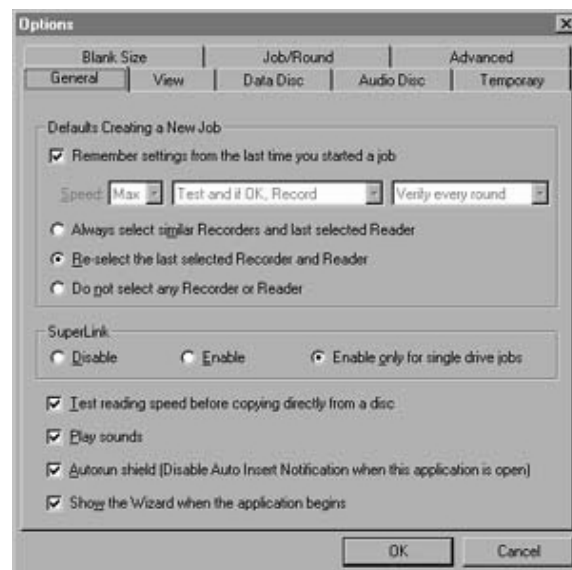 Options
Blank Size Job/Round Advanced
General View Data Disc Audio Disc Temporary
Defaults Creating a New Job
Remember settings from the last time you started a job
Speed: Max Test and if OK, Record Verify every round
Always select similar Recorders and last selected Reader
Re-select the last selected Recorder and Reader
Do not select any Recorder or Reader
SuperLink
Disable Enable Enable only for single drive jobs
Test reading speed before copying directly from a disc
Play sounds
Autorun shield (Disable Auto Insert Notification when this application is open)
Show the Wizard when the application begins
OK Cancel